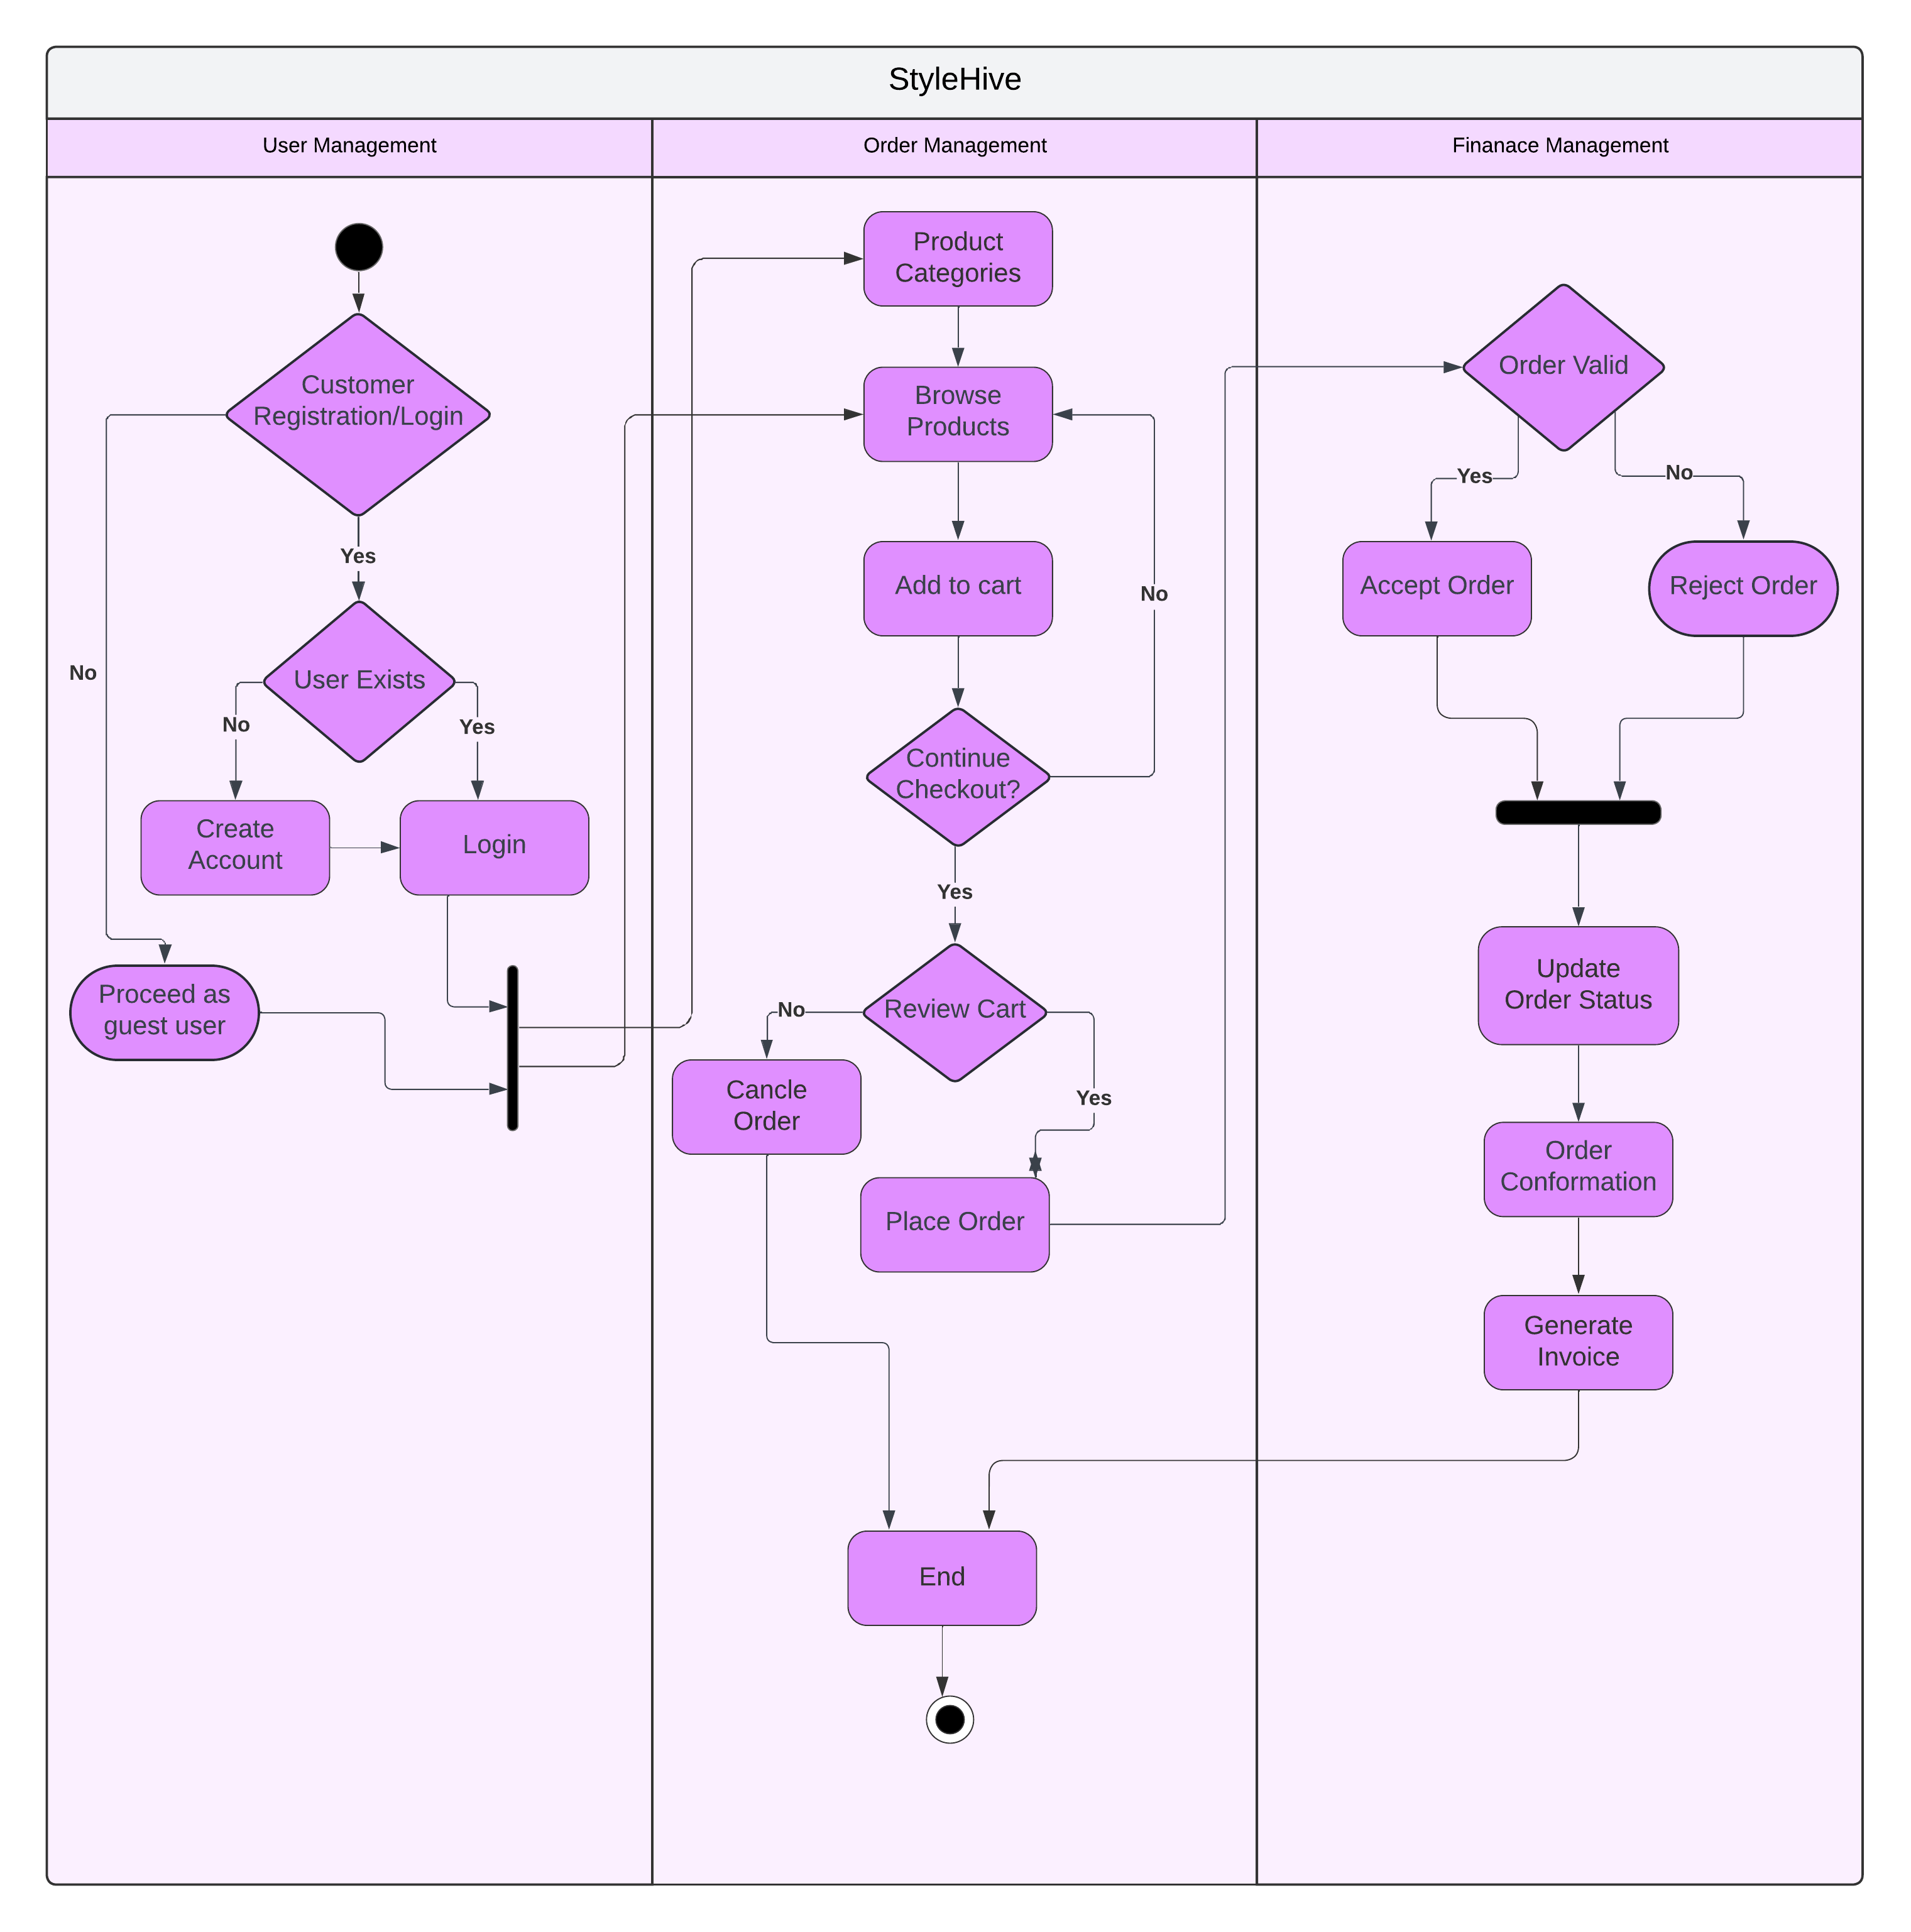 StyleHive
User Management
Order Management
Finanace Management
Customer
Registration/Login
No
Yes
User Exists
No
Yes
Create
Account
Login
Proceed as
guest user
Product
Categories
Browse
Products
Add to cart
No
Continue
Checkout?
Yes
Review Cart
No
Yes
Cancle
Order
Place Order
End
Order Valid
Yes
No
Accept Order
Reject Order
Update
Order Status
Order
Conformation
Generate
Invoice